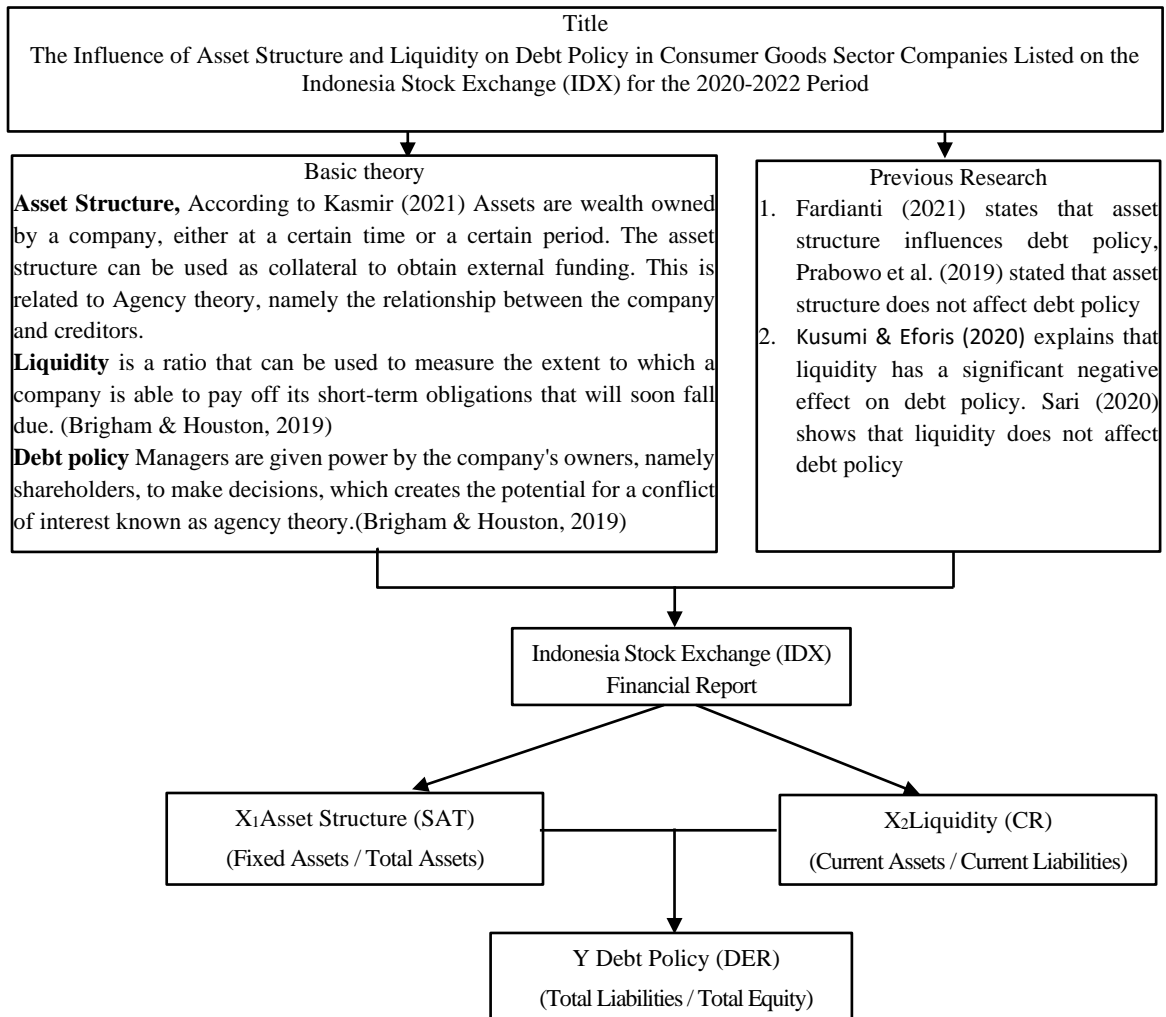 Title
The Influence of Asset Structure and Liquidity on Debt Policy in Consumer Goods Sector Companies Listed on the
Indonesia Stock Exchange (IDX) for the 2020-2022 Period
Basic theory
Asset Structure, According to Kasmir (2021) Assets are wealth owned
by a company, either at a certain time or a certain period. The asset
structure can be used as collateral to obtain external funding. This is
related to Agency theory, namely the relationship between the company
and creditors.
Liquidity is a ratio that can be used to measure the extent to which a
company is able to pay off its short-term obligations that will soon fall
due. (Brigham & Houston, 2019)
Debt policy Managers are given power by the company's owners, namely
shareholders, to make decisions, which creates the potential for a conflict
of interest known as agency theory.(Brigham & Houston, 2019)
Previous Research
1. Fardianti (2021) states that asset
structure influences debt policy,
Prabowo et al. (2019) stated that asset
structure does not affect debt policy
2. Kusumi & Eforis (2020) explains that
liquidity has a significant negative
effect on debt policy. Sari (2020)
shows that liquidity does not affect
debt policy
Indonesia Stock Exchange (IDX)
Financial Report
X1Asset Structure (SAT)
(Fixed Assets / Total Assets)
X2Liquidity (CR)
(Current Assets / Current Liabilities)
Y Debt Policy (DER)
(Total Liabilities / Total Equity)